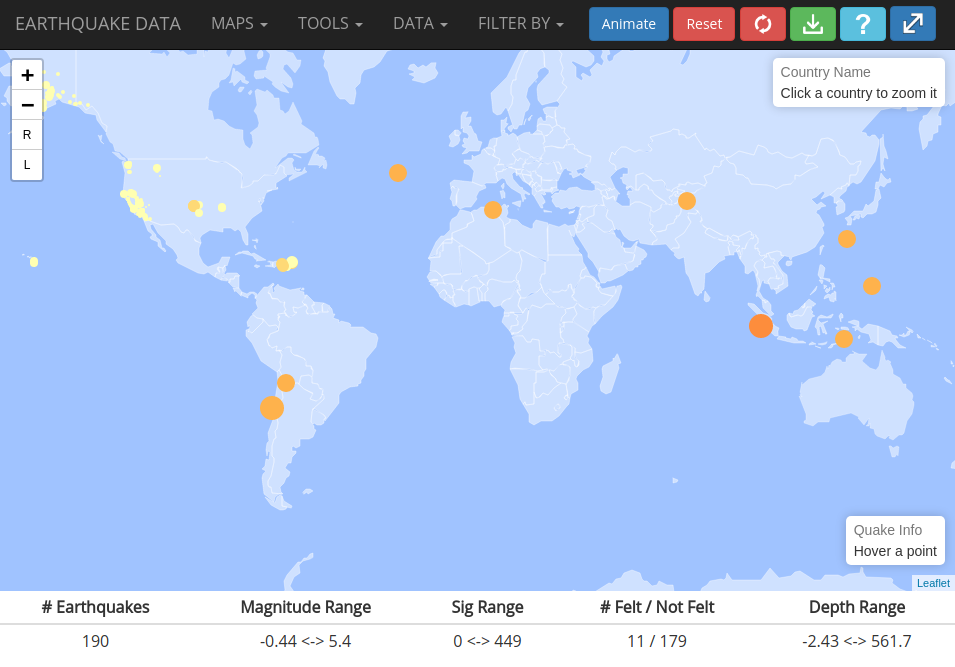 EARTHQUAKE DATA MAPS TOOLS DATA FILTER BY Animate Reset ?
+
−
R
L
Country Name
Click a country to zoom it
Quake Info
Hover a point
Leaflet
# Earthquakes Magnitude Range Sig Range # Felt / Not Felt Depth Range
190 -0.44 <-> 5.4 0 <-> 449 11 / 179 -2.43 <-> 561.7